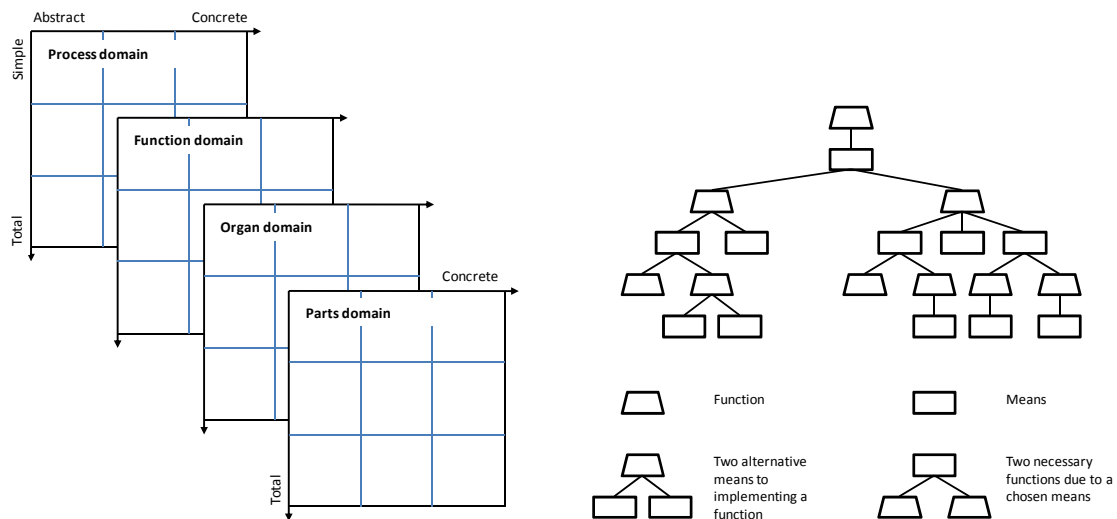 Abstract
Concrete
Simple
Process domain
Function domain
Total
Organ domain
Concrete
Parts domain
Total
Function
Means
Two alternative
means to
implementing a
function
Two necessary
functions due to a
chosen means